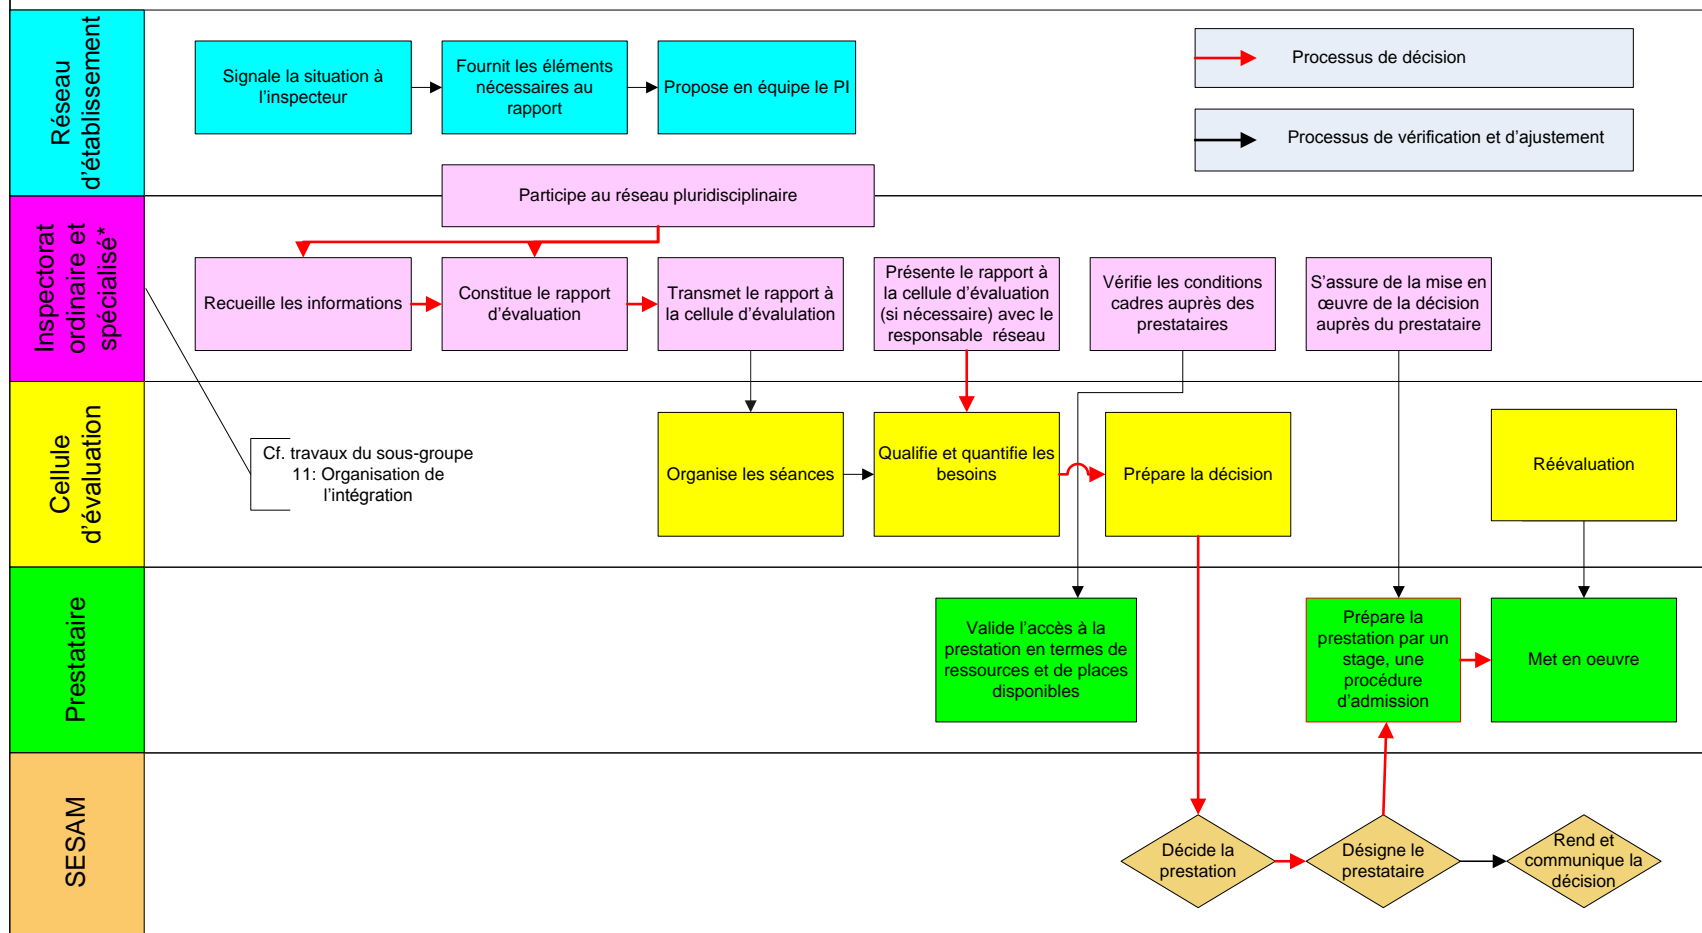 Réseau
d'établissement
Signale la situation à
l'inspecteur
Fournit les éléments
nécessaires au
rapport
Propose en équipe le PI
Processus de décision
Processus de vérification et d'ajustement
Participe au réseau pluridisciplinaire
Inspectorat
ordinaire et
spécialisé*
Recueille les informations
Constitue le rapport
d'évaluation
Transmet le rapport à
la cellule d'évalulation
Présente le rapport à
la cellule d'évaluation
(si nécessaire) avec le
responsable réseau
Vérifie les conditions
cadres auprès des
prestataires
S'assure de la mise en
œuvre de la décision
auprès du prestataire
Cellule
d'évaluation
Cf. travaux du sous-groupe
11: Organisation de
l'intégration
Organise les séances
Qualifie et quantifie les
besoins
Prépare la décision
Réévaluation
Prestataire
Valide l'accès à la
prestation en termes de
ressources et de places
disponibles
Prépare la
prestation par un
stage, une
procédure
d'admission
Met en oeuvre
SESAM
Décide la
prestation
Désigne le
prestataire
Rend et
communique la
décision